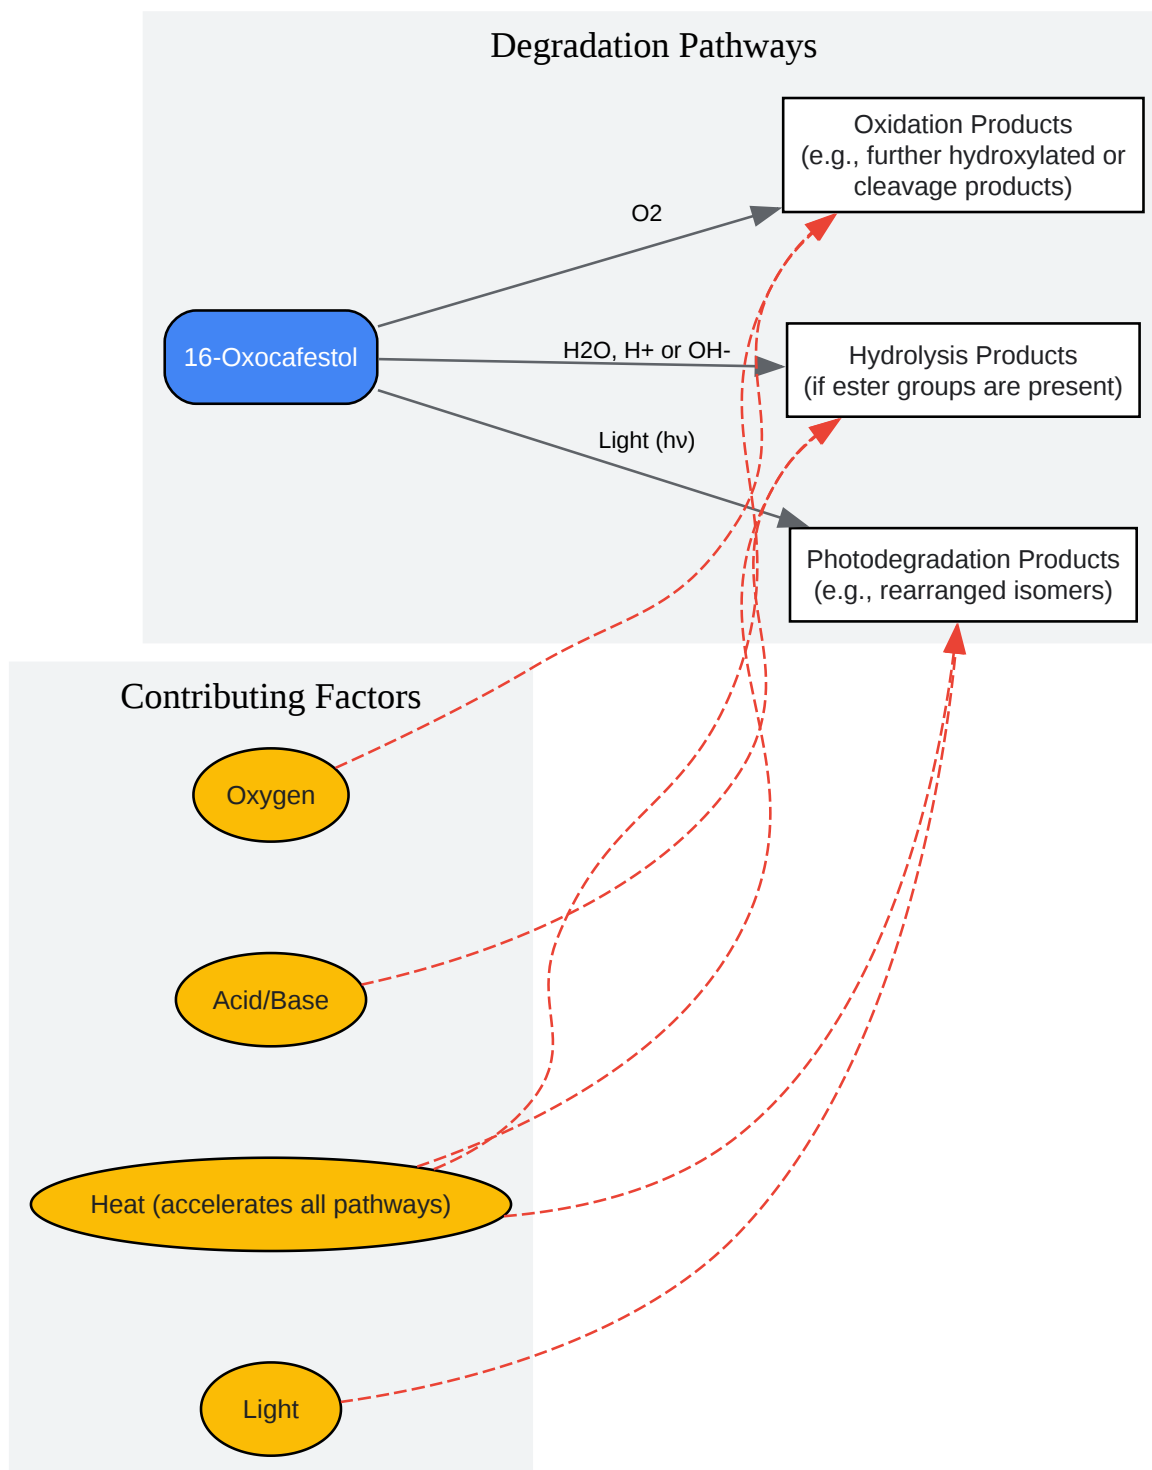 Degradation Pathways
Oxidation Products
(e.g., further hydroxylated or
cleavage products)
O2
16-Oxocafestol
H2O, H+ or OH-
Hydrolysis Products
(if ester groups are present)
Light (hν)
Photodegradation Products
(e.g., rearranged isomers)
Contributing Factors
Oxygen
Acid/Base
Heat (accelerates all pathways)
Light